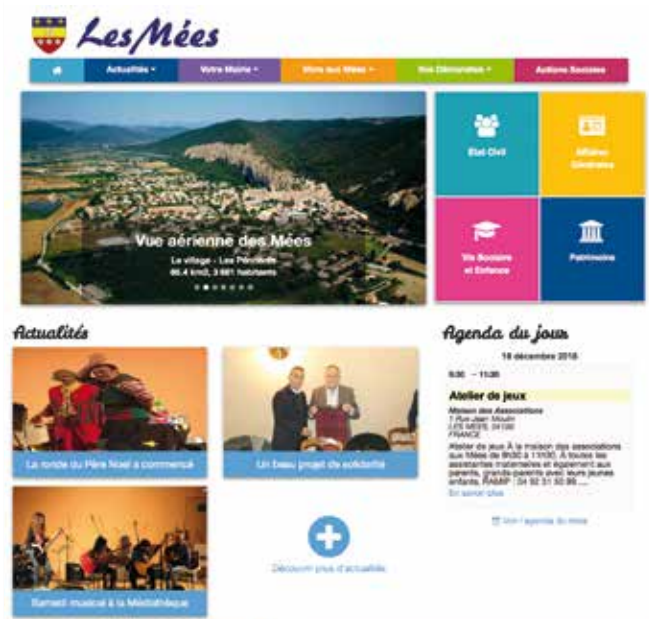 Les Mées
Actualités
Votre Mairie
Vivre aux Mées
Nos Démarches
Actions Sociales
Vue aérienne des Mées
Le village - Les Pénitents
86.4 km2, 3 681 habitants
Etat Civil
Affaires
Générales
Vie Scolaire
et Enfance
Patrimoine
Actualités
La ronde du Père Noël a commencé
Un beau projet de solidarité
Samedi musical à la Médiathèque
Découvrir plus d'actualités
Agenda du jour
18 décembre 2018
9:30 - 11:30
Atelier de jeux
Maison des Associations
1 Rue Jean Moulin
LES MEES, 04190
FRANCE
Atelier de jeux À la maison des associations
aux Mées de 9h30 à 11h30. À toutes les
assistantes maternelles et également aux
parents, grands-parents avec leurs jeunes
enfants. RAMIP : 04 92 31 50 99 ....
En savoir plus
Voir l'agenda du mois